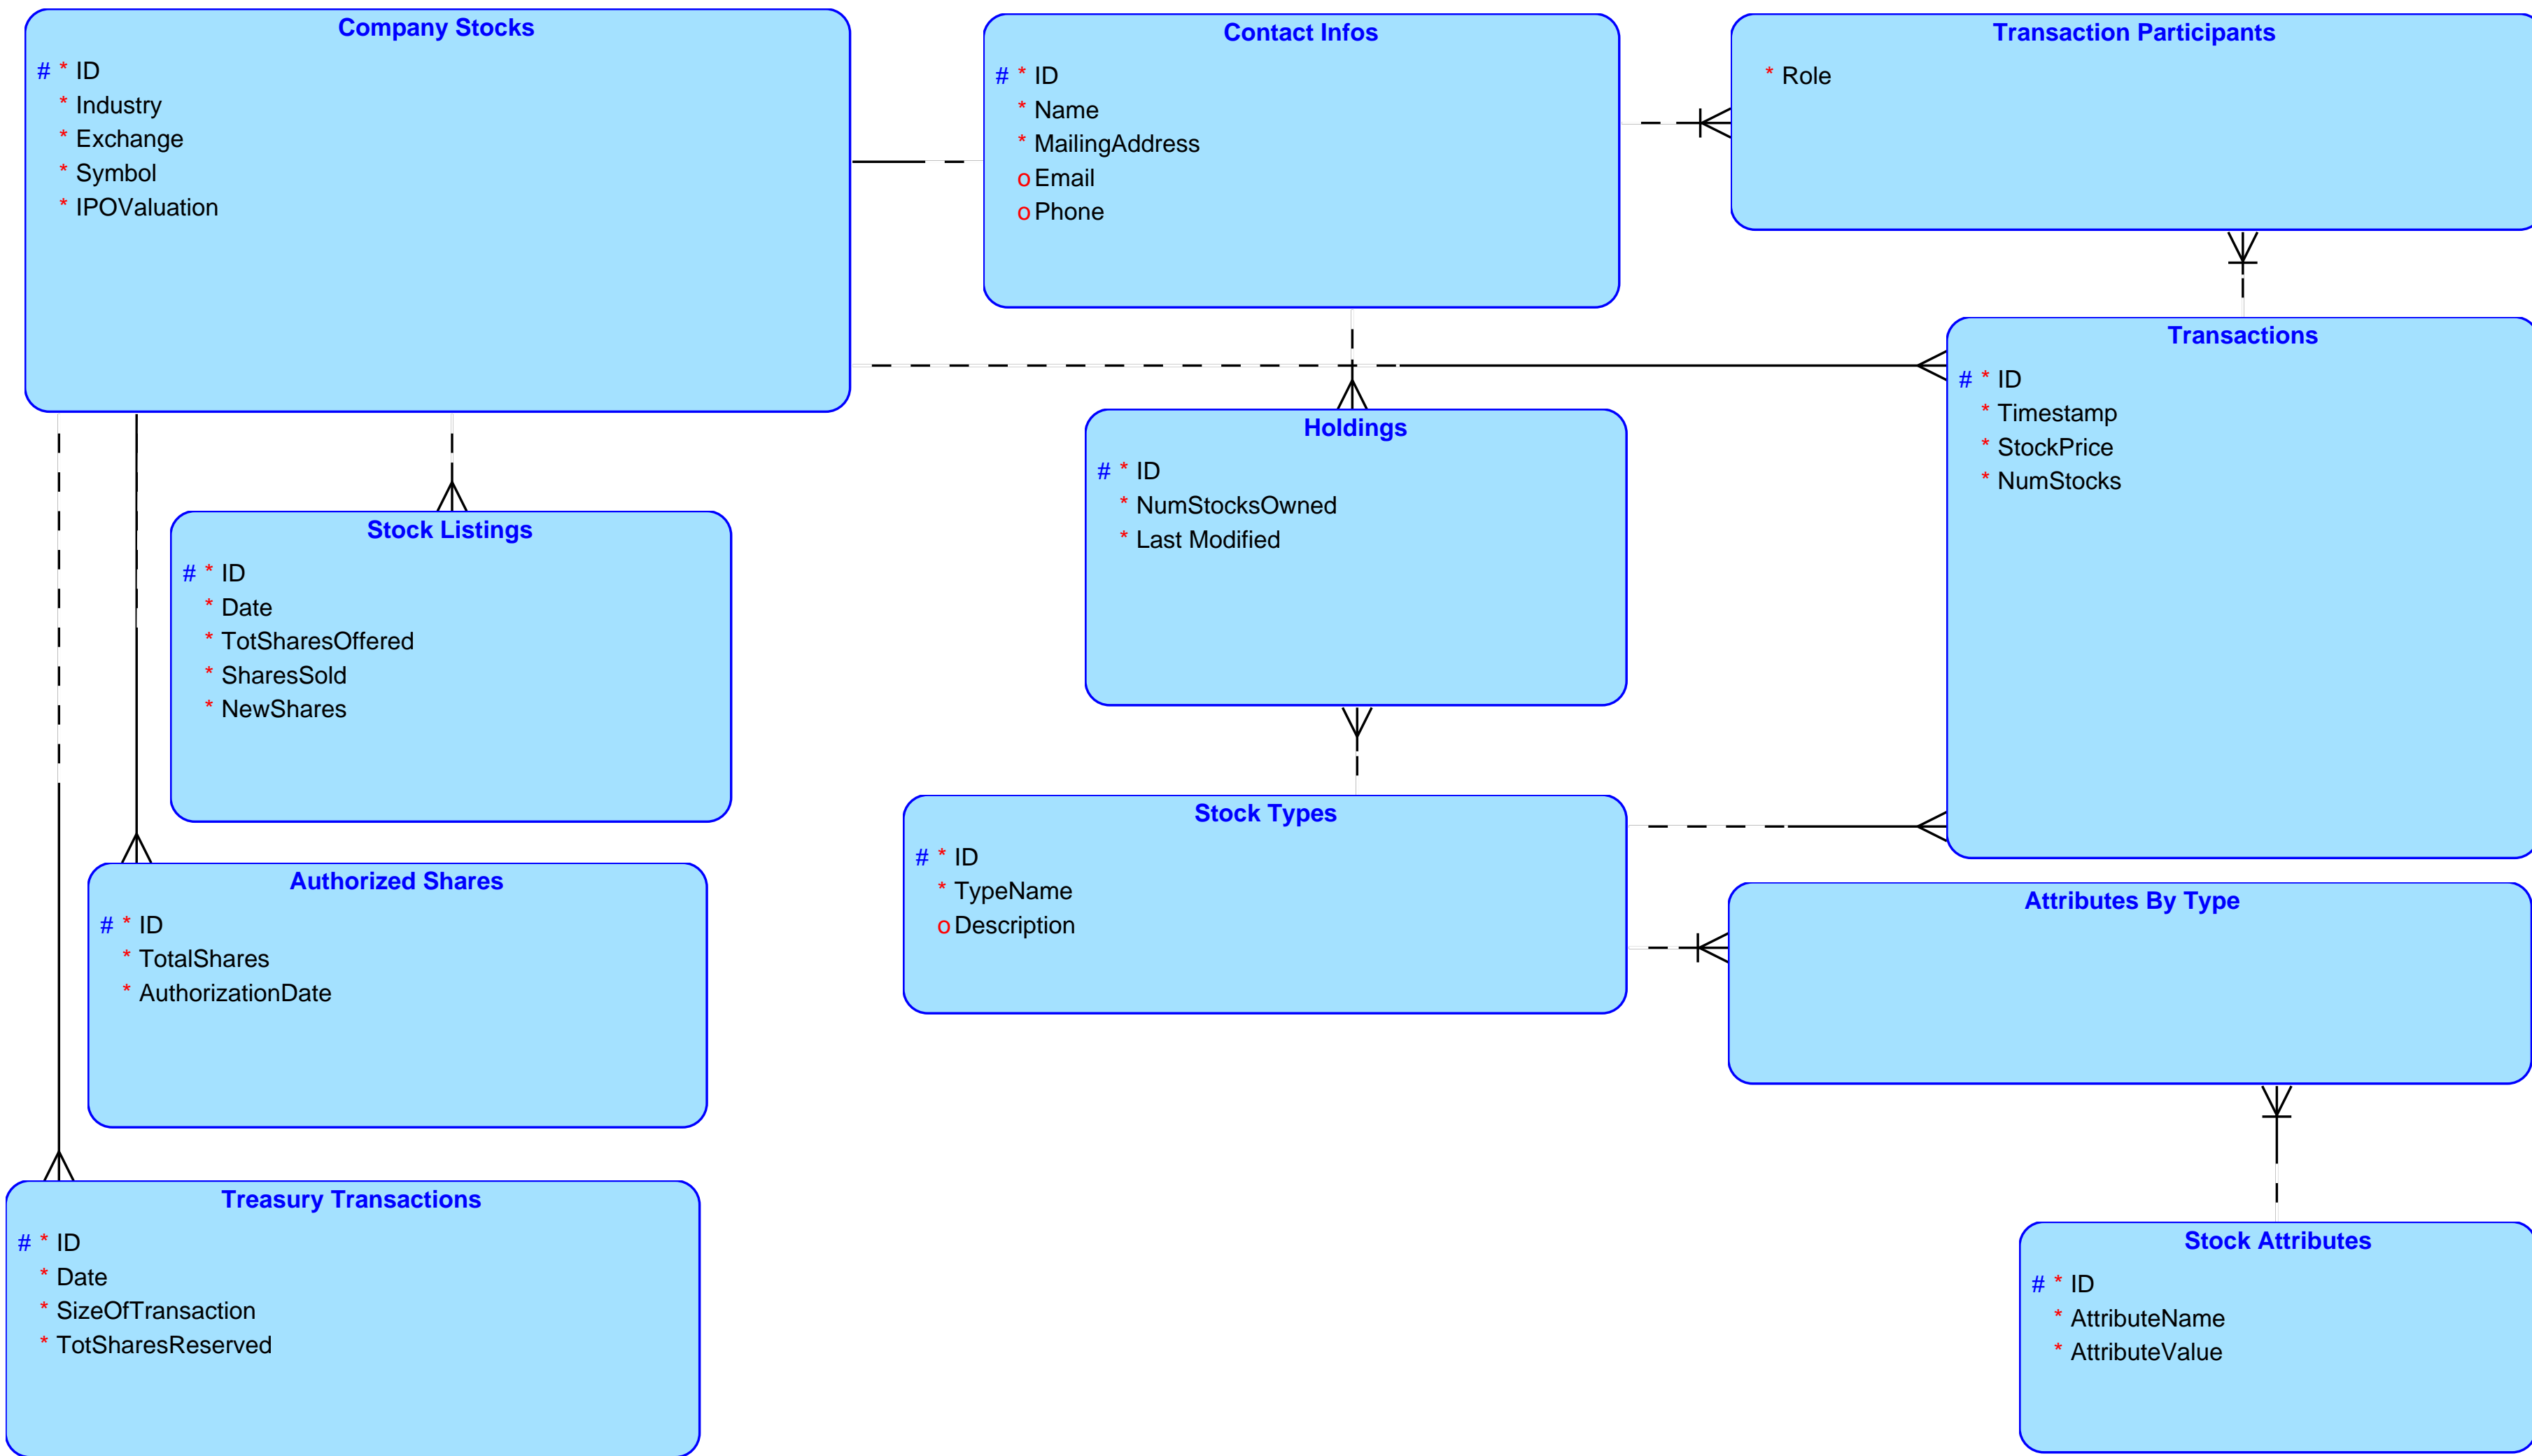 Company Stocks
# * ID
* Industry
* Exchange
* Symbol
* IPOValuation
Contact Infos
# * ID
* Name
* MailingAddress
o Email
o Phone
Transaction Participants
* Role
Transactions
# * ID
* Timestamp
* StockPrice
* NumStocks
Holdings
# * ID
* NumStocksOwned
* Last Modified
Stock Listings
# * ID
* Date
* TotSharesOffered
* SharesSold
* NewShares
Stock Types
# * ID
* TypeName
o Description
Authorized Shares
# * ID
* TotalShares
* AuthorizationDate
Attributes By Type
Treasury Transactions
# * ID
* Date
* SizeOfTransaction
* TotSharesReserved
Stock Attributes
# * ID
* AttributeName
* AttributeValue